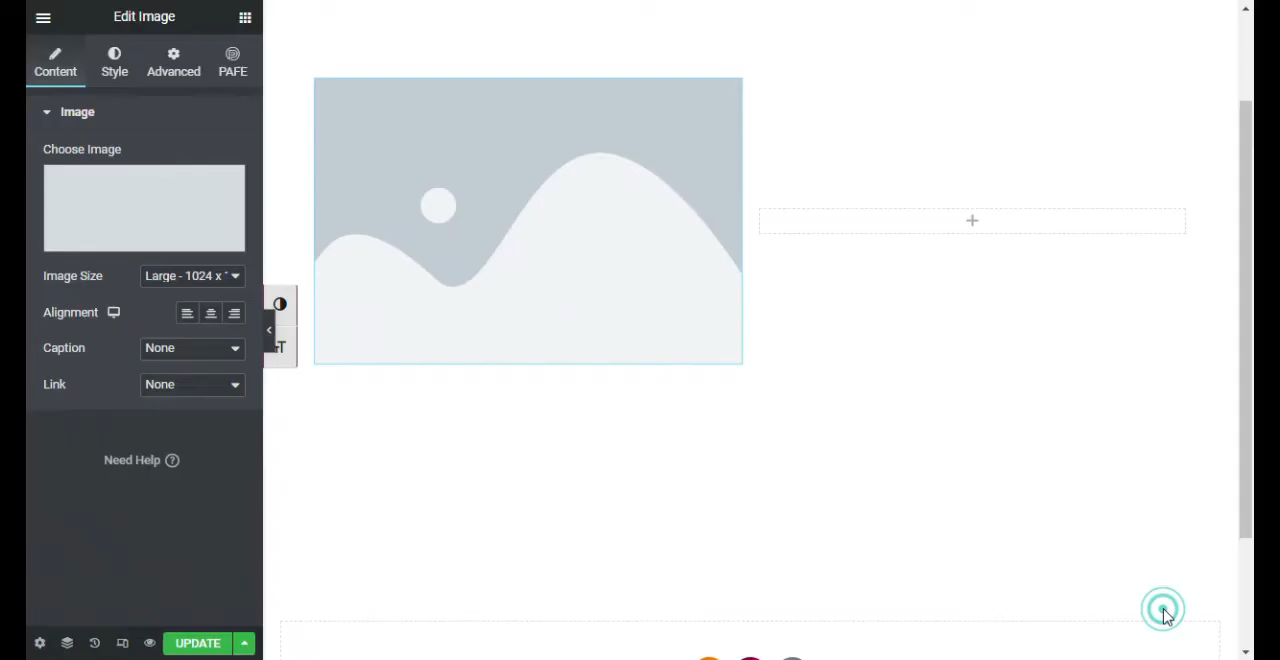 Edit Image
Content
Style
Advanced
PAFE
Image
Choose Image
Image Size
Large - 1024 x
Alignment
Caption
None
Link
None
Need Help
UPDATE